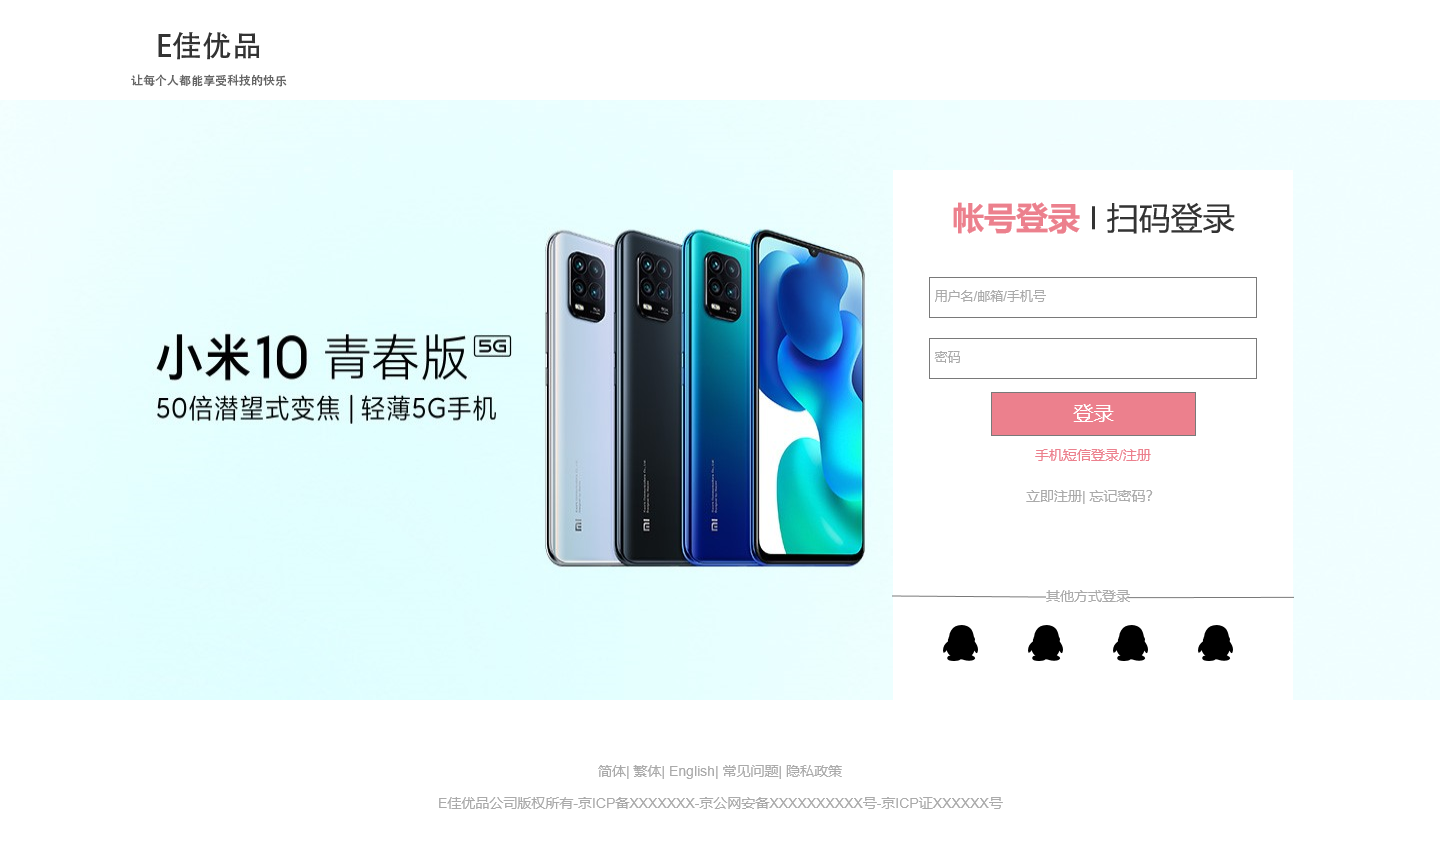 E佳优品
让每个人都能享受科技的快乐
帐号登录 | 扫码登录
用户名/邮箱/手机号
小米10 青春版 5G
密码
50倍潜望式变焦 | 轻薄5G手机
登录
手机短信登录/注册
立即注册| 忘记密码?
其他方式登录
简体| 繁体| English| 常见问题| 隐私政策
E佳优品公司版权所有-京ICP备XXXXXXX-京公网安备XXXXXXXXXX号-京ICP证XXXXXX号